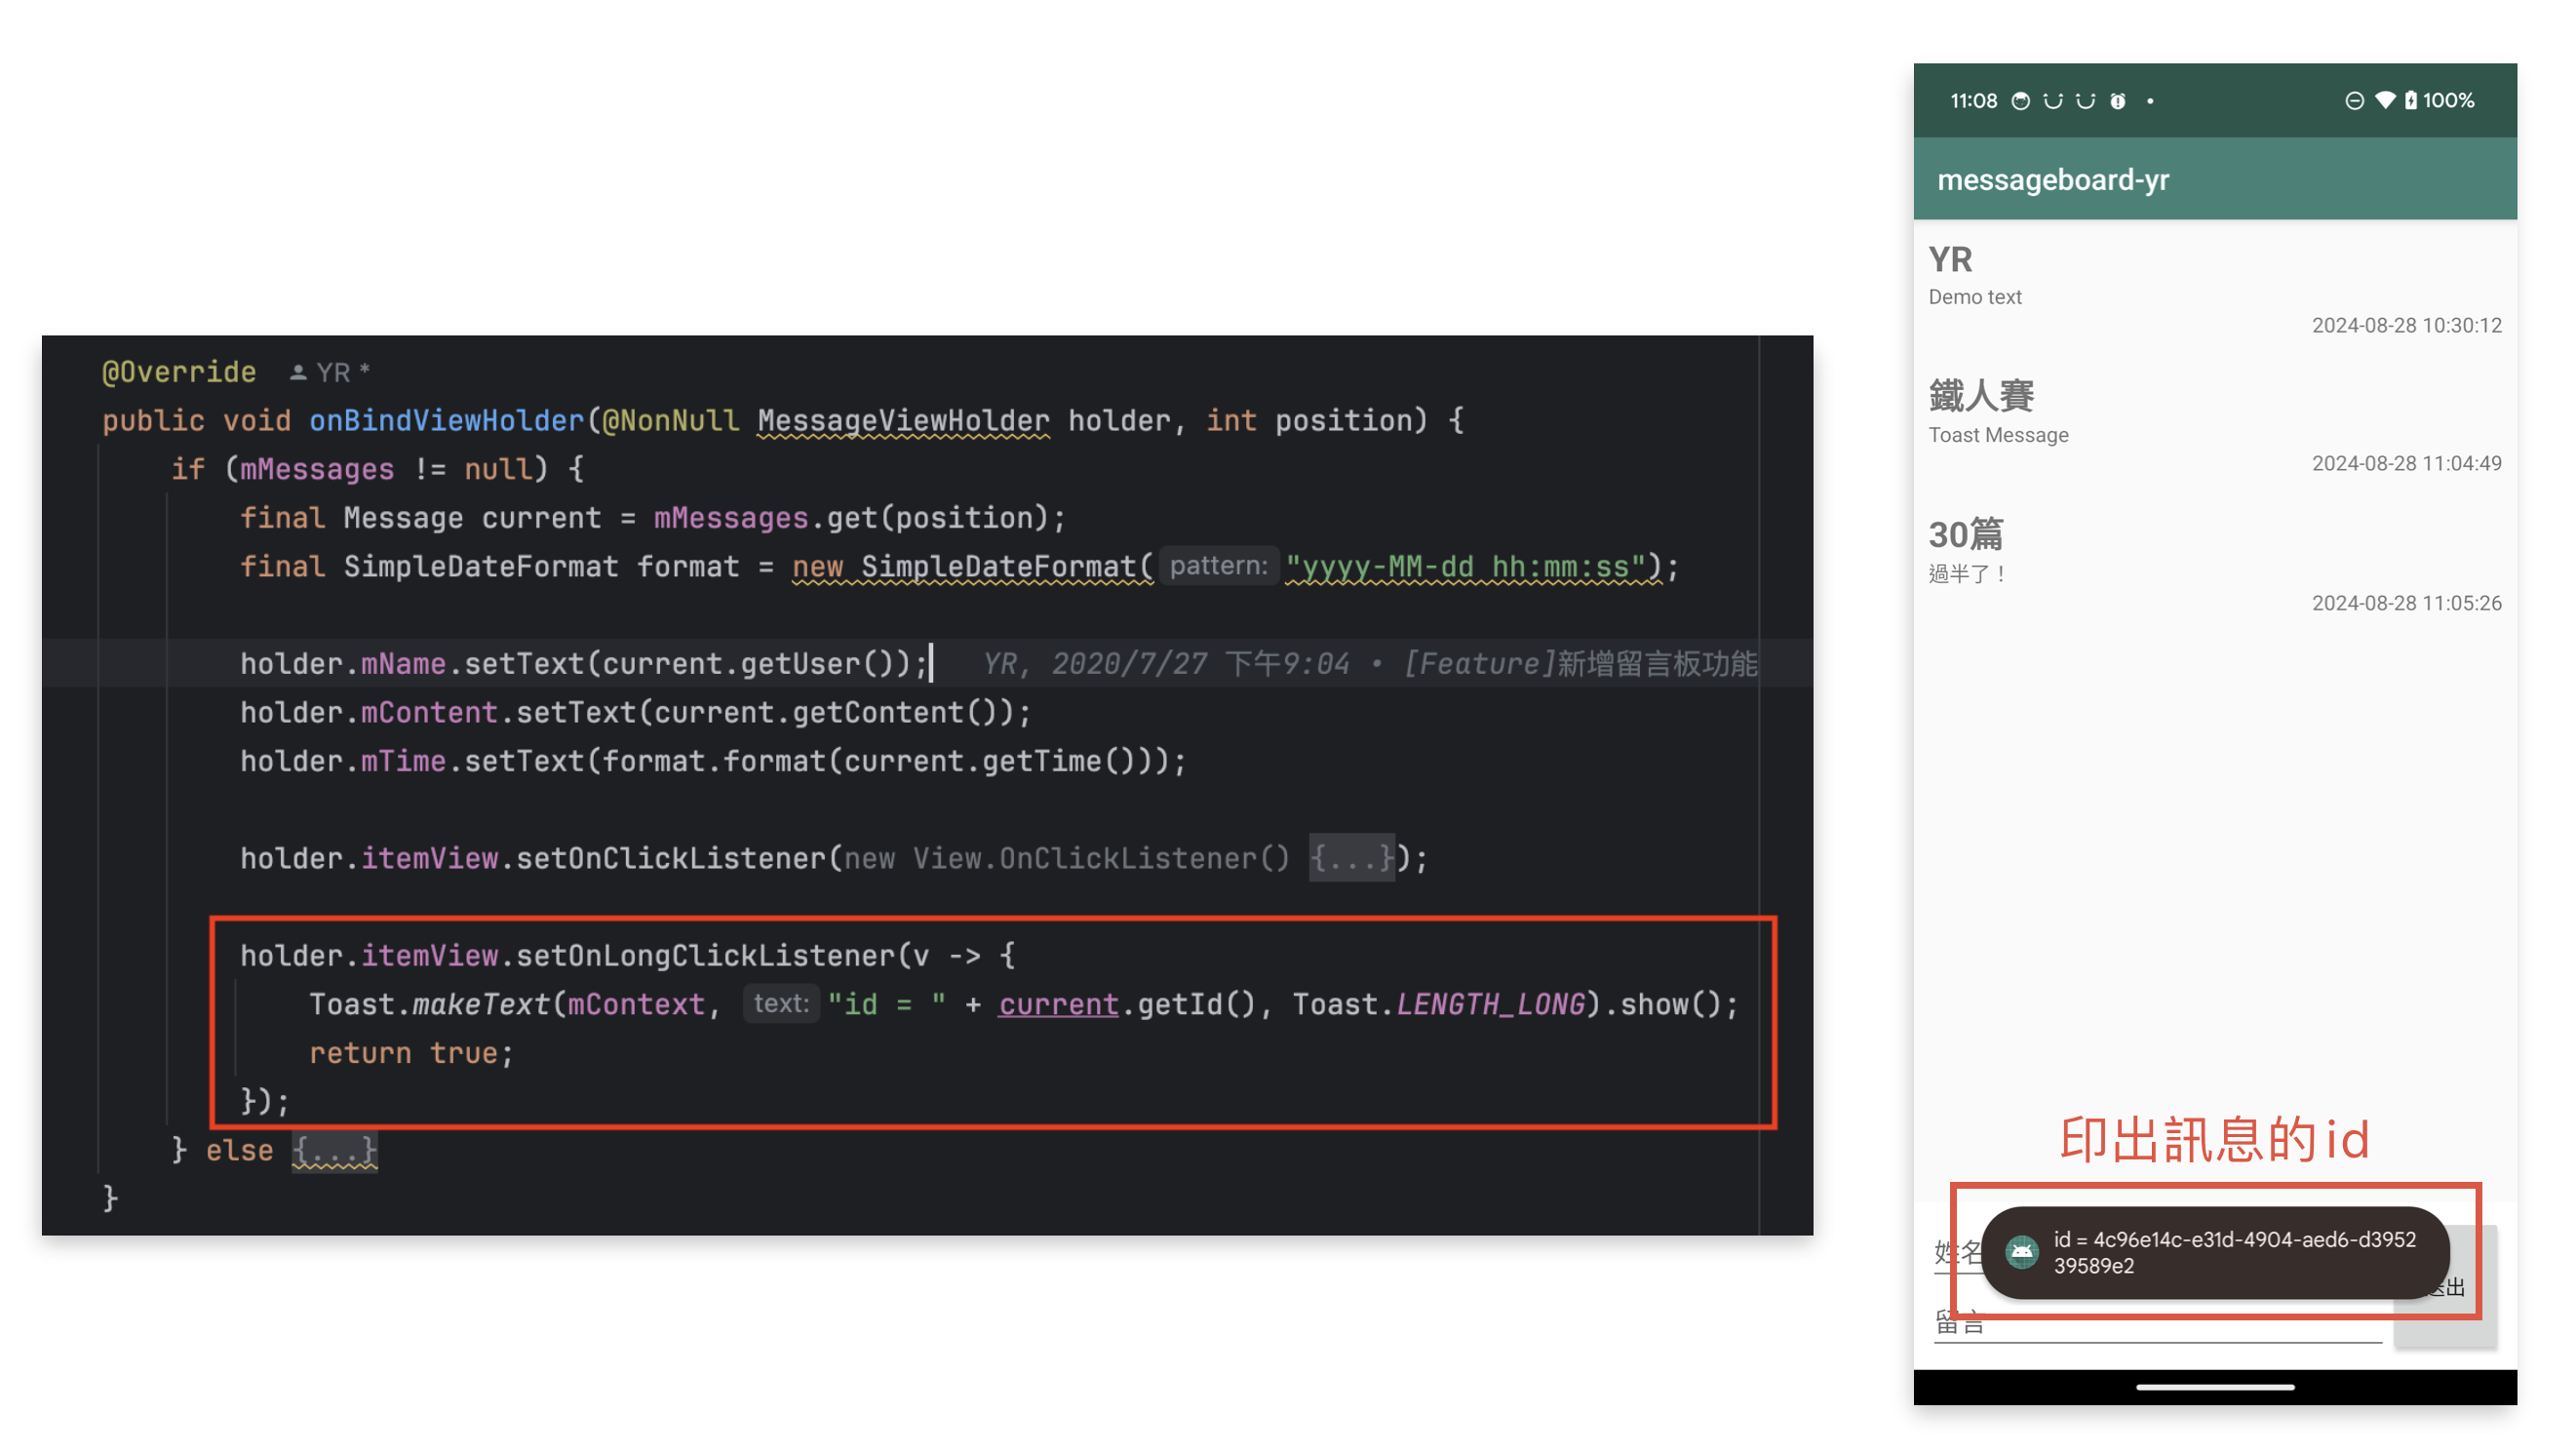 @Override YR *
public void onBindViewHolder(@NonNull MessageViewHolder holder, int position) {
if (mMessages != null) {
final Message current = mMessages.get(position);
final SimpleDateFormat format = new SimpleDateFormat( pattern: "yyyy-MM-dd hh:mm:ss");
holder.mName.setText(current.getUser()); YR, 2020/7/27 下午9:04 • [Feature]新增留言板功能
holder.mContent.setText(current.getContent());
holder.mTime.setText(format.format(current.getTime()));
holder.itemView.setOnClickListener(new View.OnClickListener() {...});
holder.itemView.setOnLongClickListener(v -> {
Toast.makeText(mContext, text: "id = " + current.getId(), Toast.LENGTH_LONG).show();
return true;
});
} else {...}
}
11:08 100%
messageboard-yr
YR
Demo text
2024-08-28 10:30:12
鐵人賽
Toast Message
2024-08-28 11:04:49
30篇
過半了！
2024-08-28 11:05:26
印出訊息的id
姓名
id = 4c96e14c-e31d-4904-aed6-d3952
39589e2
送出
留言